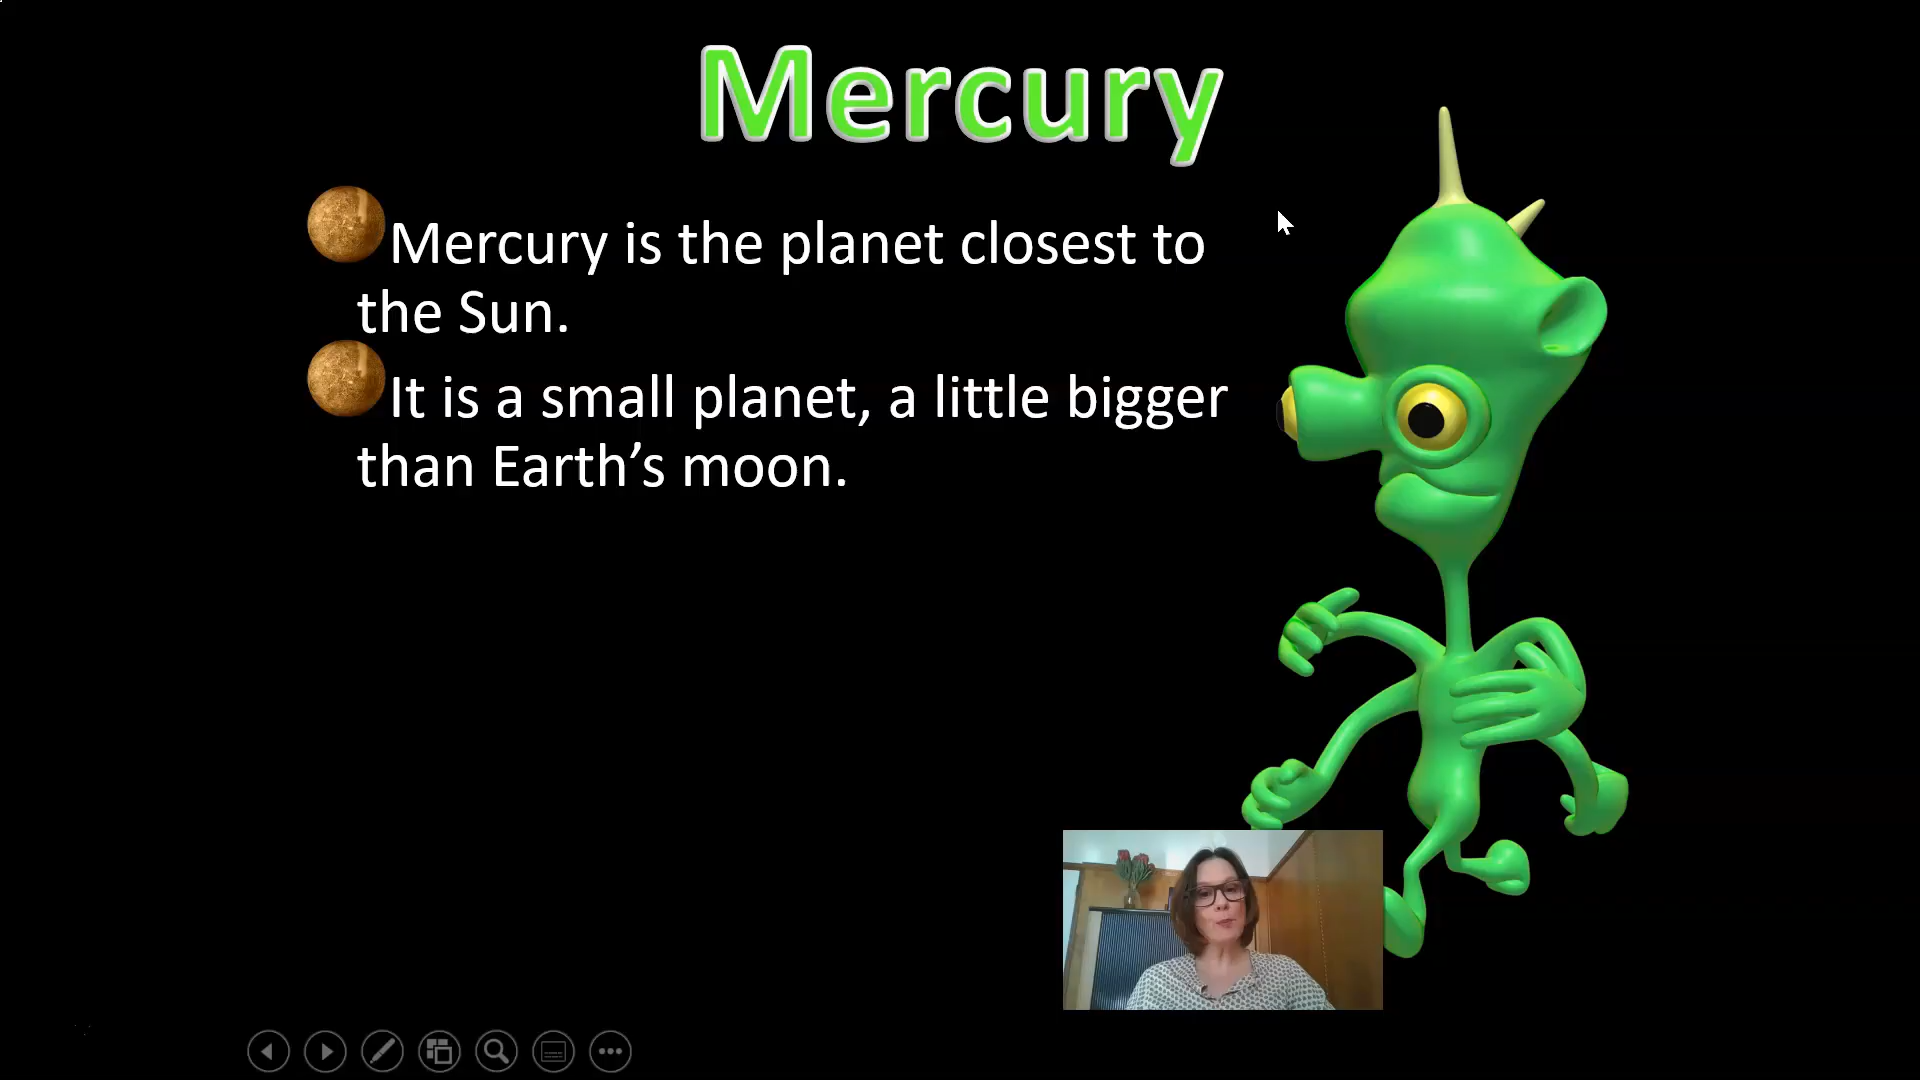 Mercury
Mercury is the planet closest to
the Sun.
It is a small planet, a little bigger
than Earth’s moon.